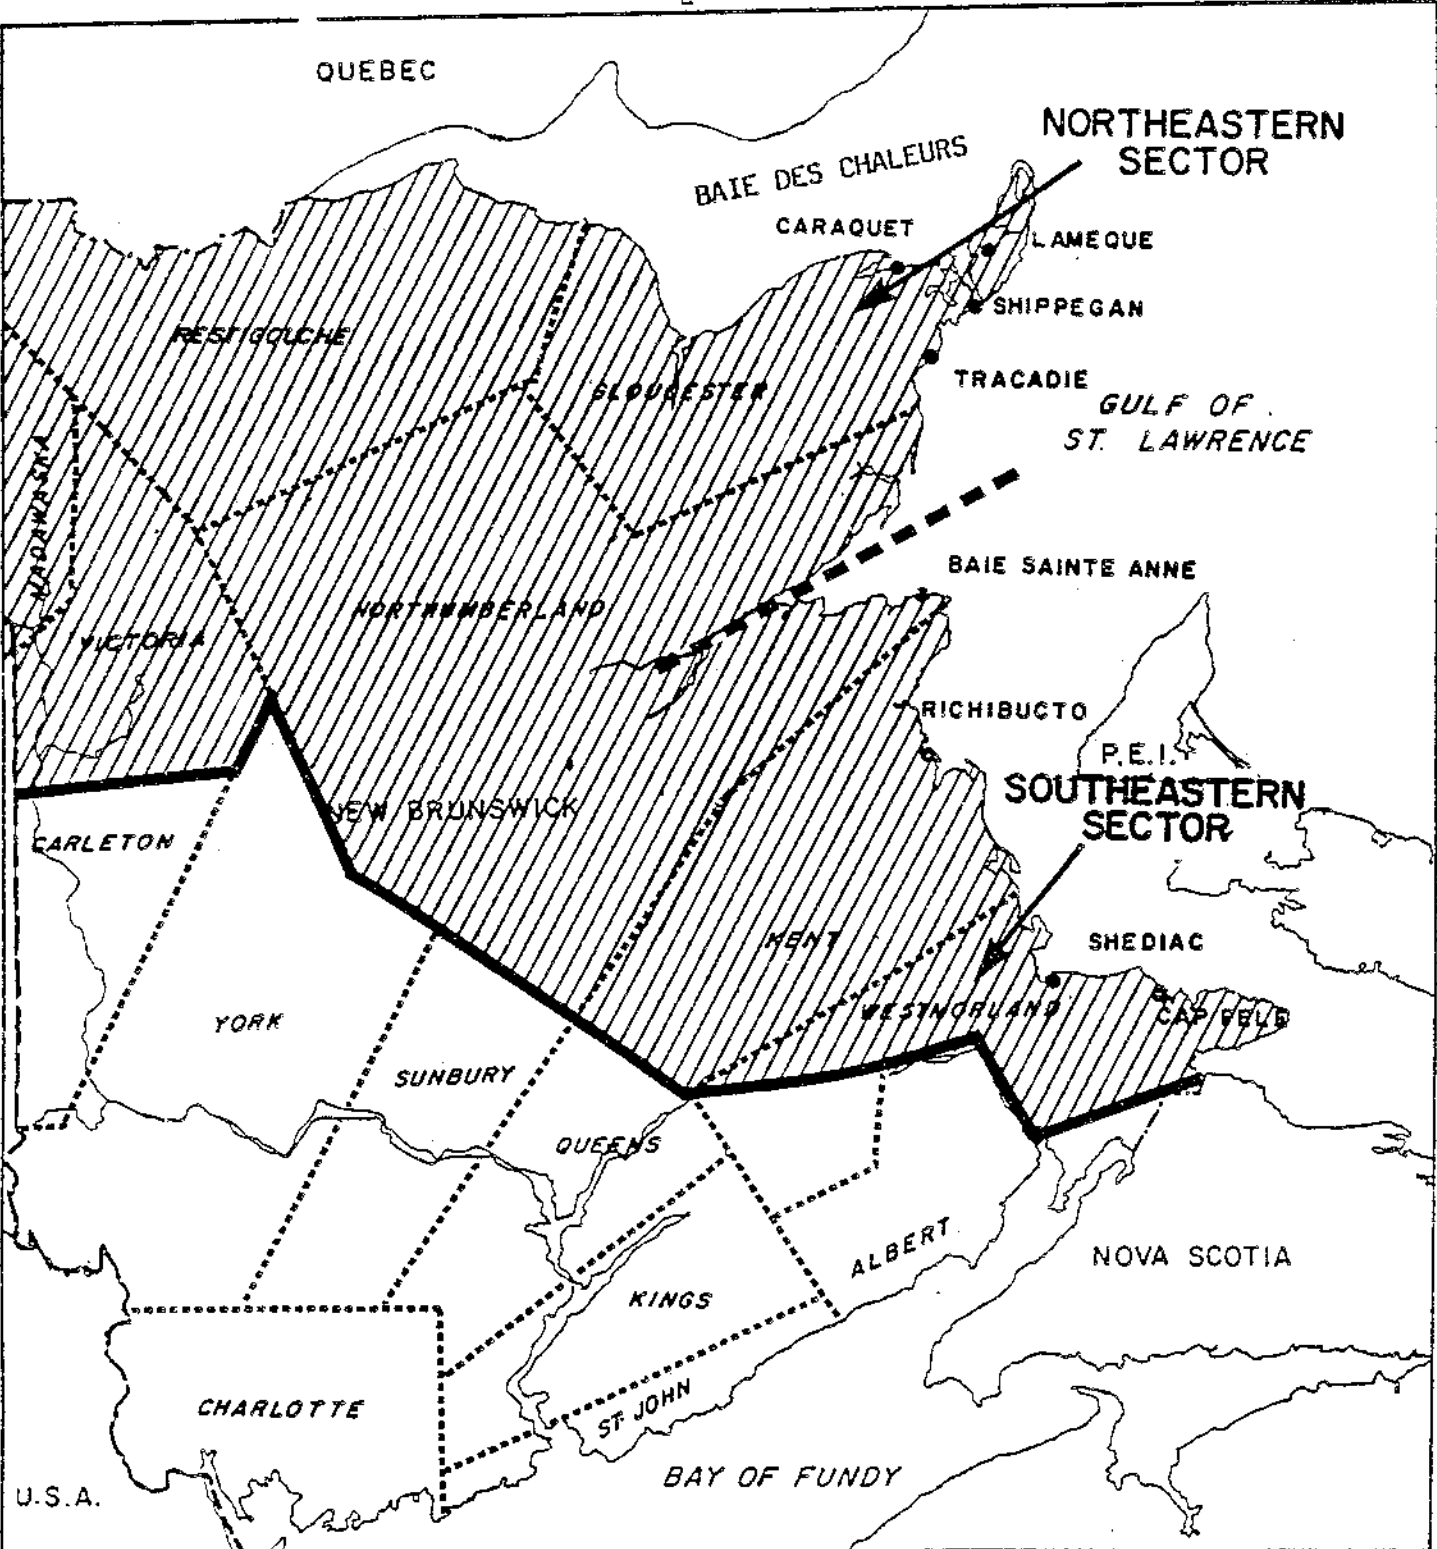 QUEBEC
NORTHEASTERN
SECTOR
BAIE DES CHALEURS
CARAQUET
LAMEQUE
SHIPPEGAN
RESTIGOUCHE
TRACADIE
GLOUCESTER
GULF OF
ST. LAWRENCE
MADAWASKA
BAIE SAINTE ANNE
NORTHUMBERLAND
VICTORIA
RICHIBUCTO
P.E.I.
SOUTHEASTERN
SECTOR
NEW BRUNSWICK
CARLETON
KENT
SHEDIAC
WESTMORLAND
CAP PELE
YORK
SUNBURY
QUEENS
ALBERT
NOVA SCOTIA
KINGS
CHARLOTTE
ST. JOHN
BAY OF FUNDY
U.S.A.